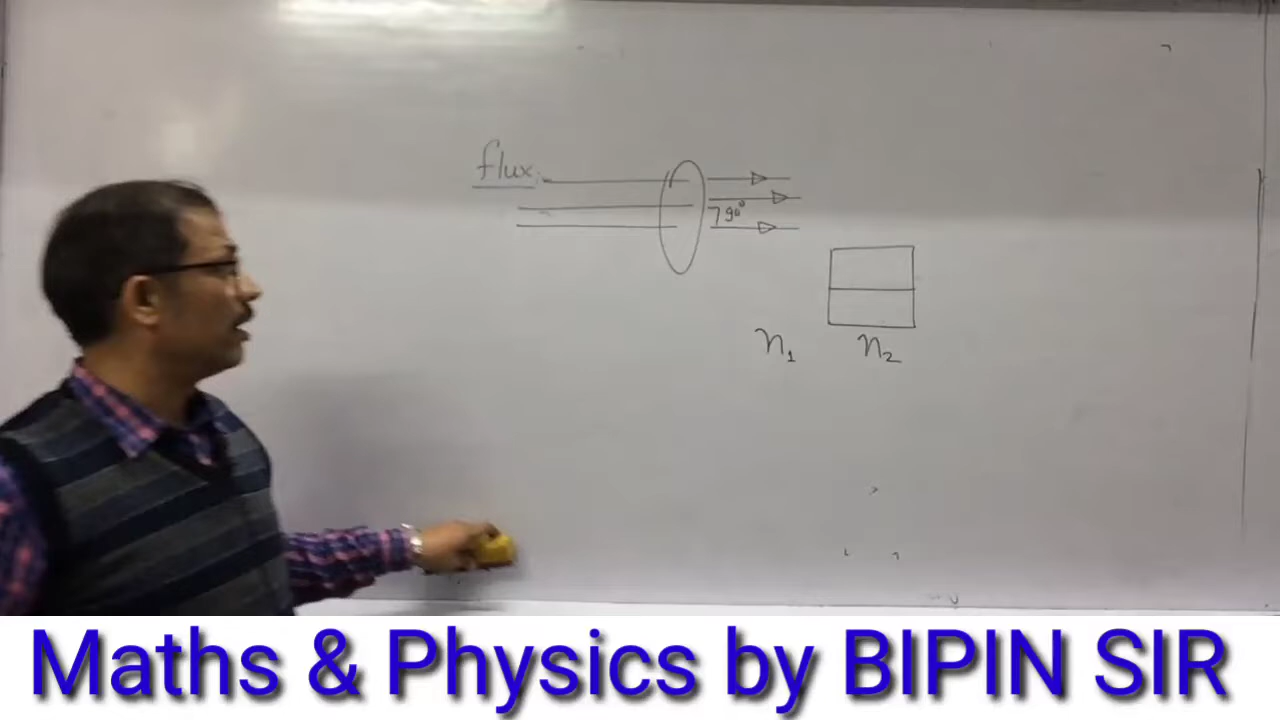 flux
90°
n₁ n₂
Maths & Physics by BIPIN SIR